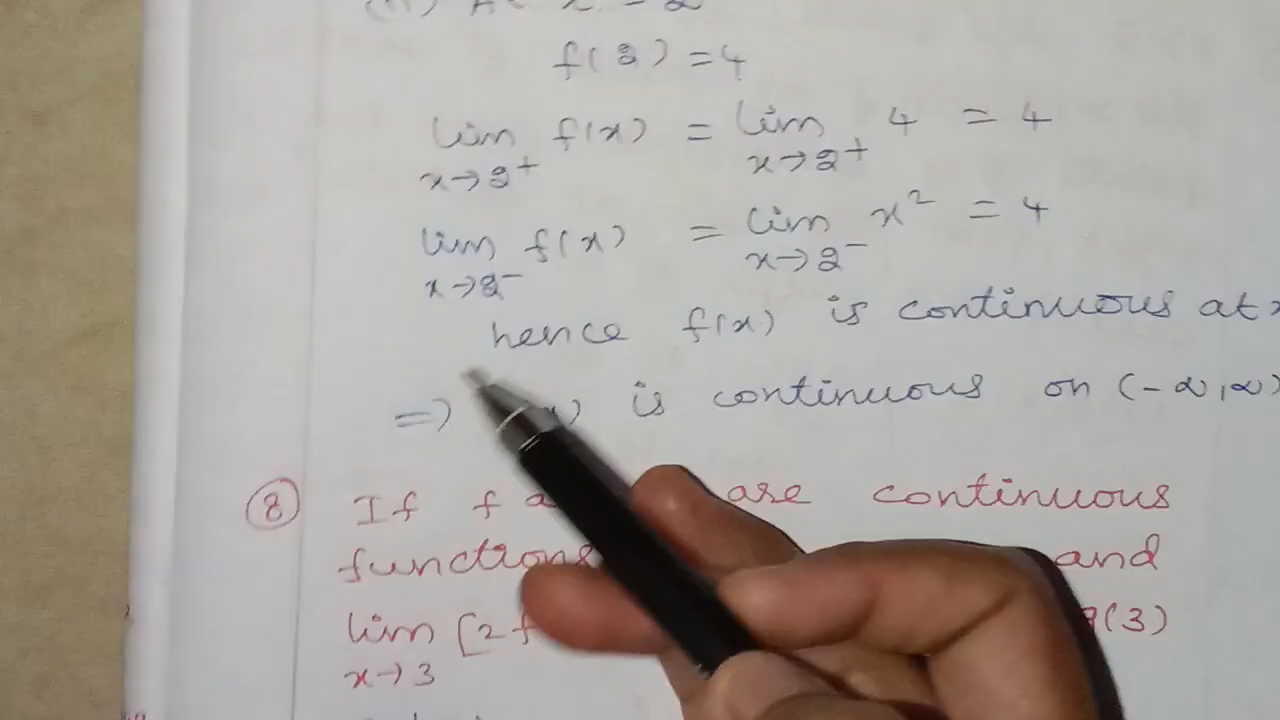 f(2) = 4
lim x→2+ f(x) = lim x→2+ 4 = 4
lim x→2- f(x) = lim x→2- x² = 4
hence f(x) is continuous at x
=> is continuous on (-∞,∞)
⑧ If f are continuous
functions and
lim x→3 [2f g(3)